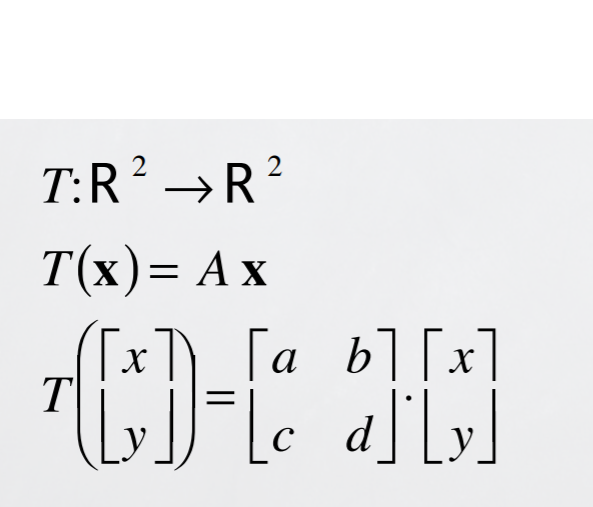 T:R² → R²
T(x) = A x
T([x y]) = [a b c d] · [x y]